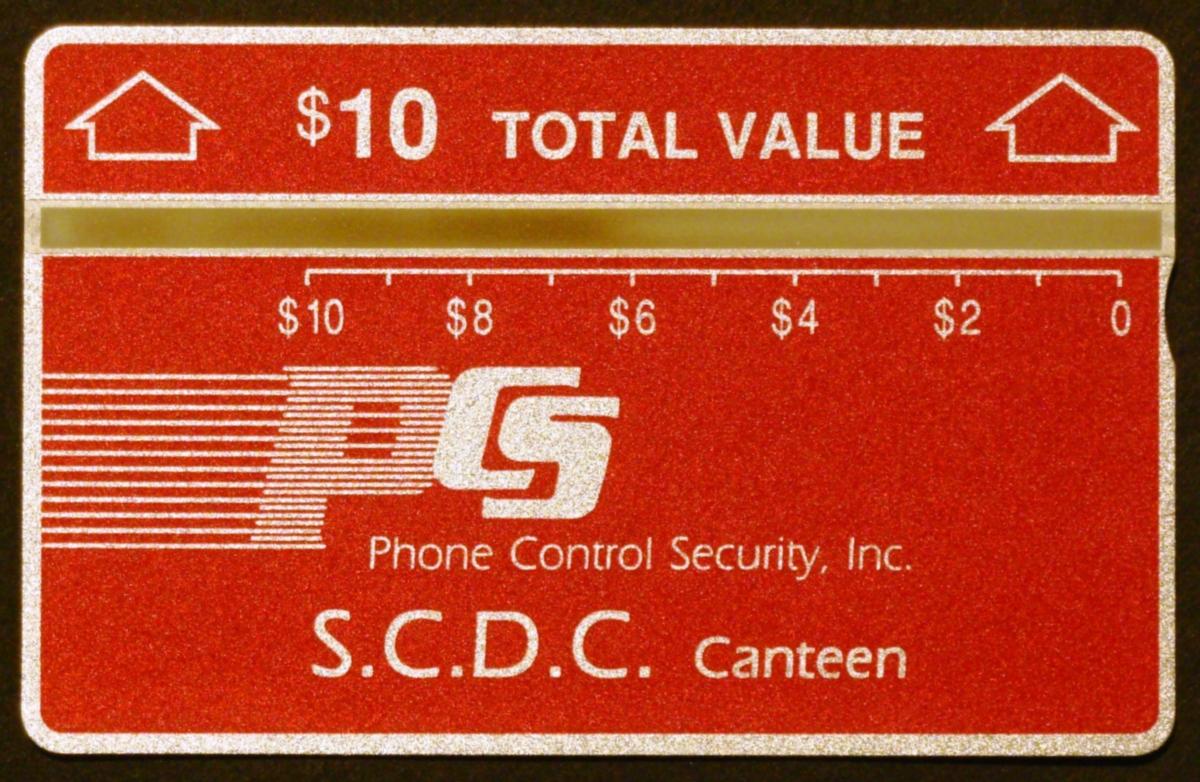 $10 TOTAL VALUE
$10 $8 $6 $4 $2 0
PCS
Phone Control Security, Inc.
S.C.D.C. Canteen